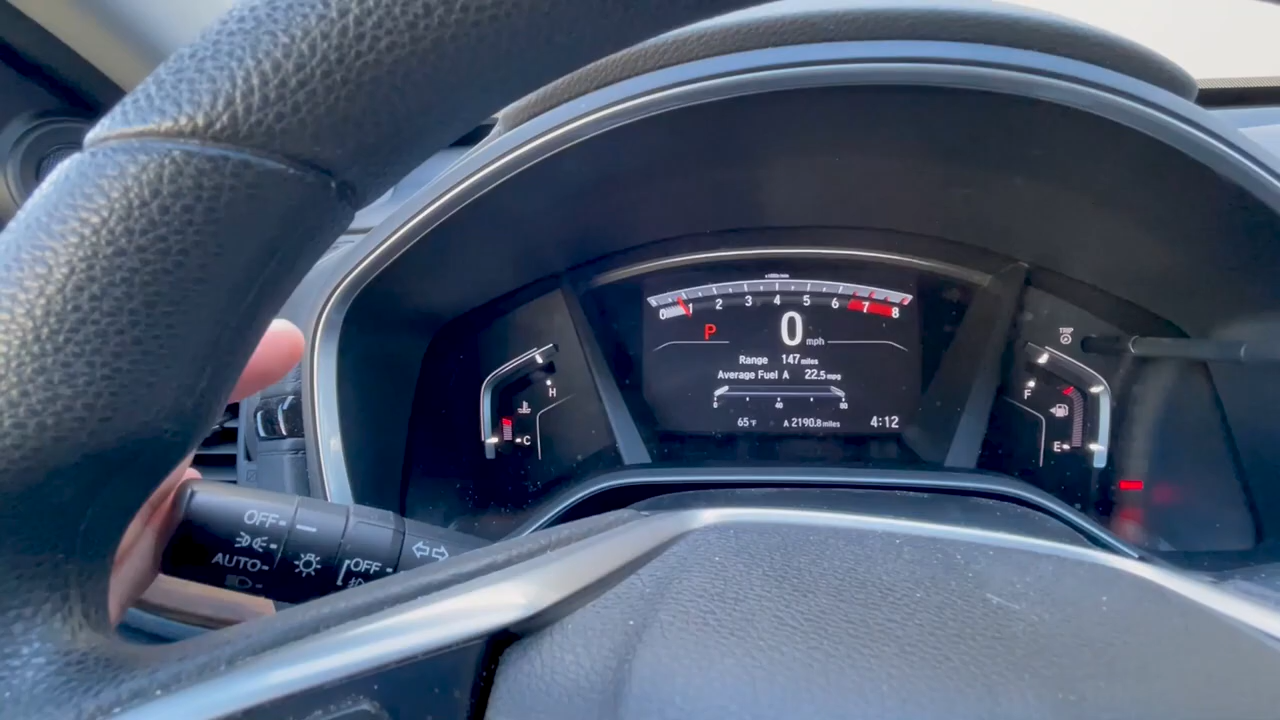 0 1 2 3 4 5 6 7 8
P
0 mph
Range 147 miles
Average Fuel A 22.5 mpg
0 40 80
65°F A 2190.8 miles 4:12
H
C
TRIP
F
E
OFF
AUTO
OFF